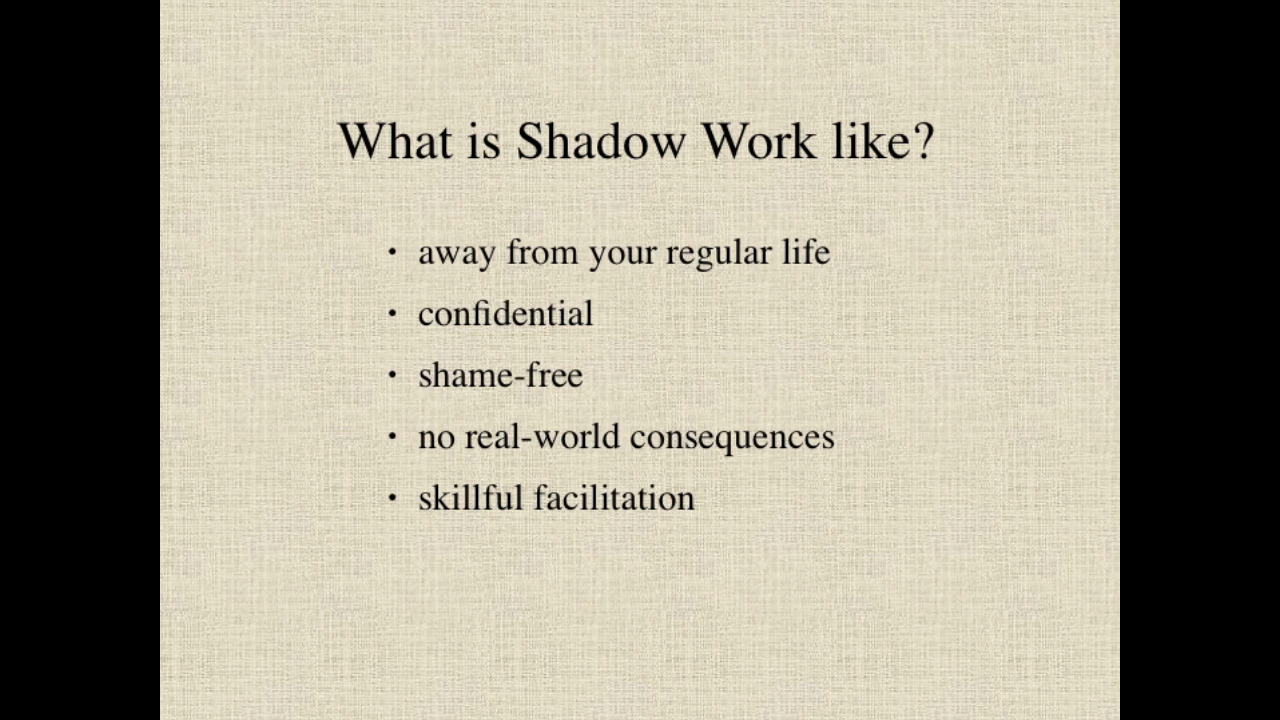 What is Shadow Work like?
• away from your regular life
• confidential
• shame-free
• no real-world consequences
• skillful facilitation